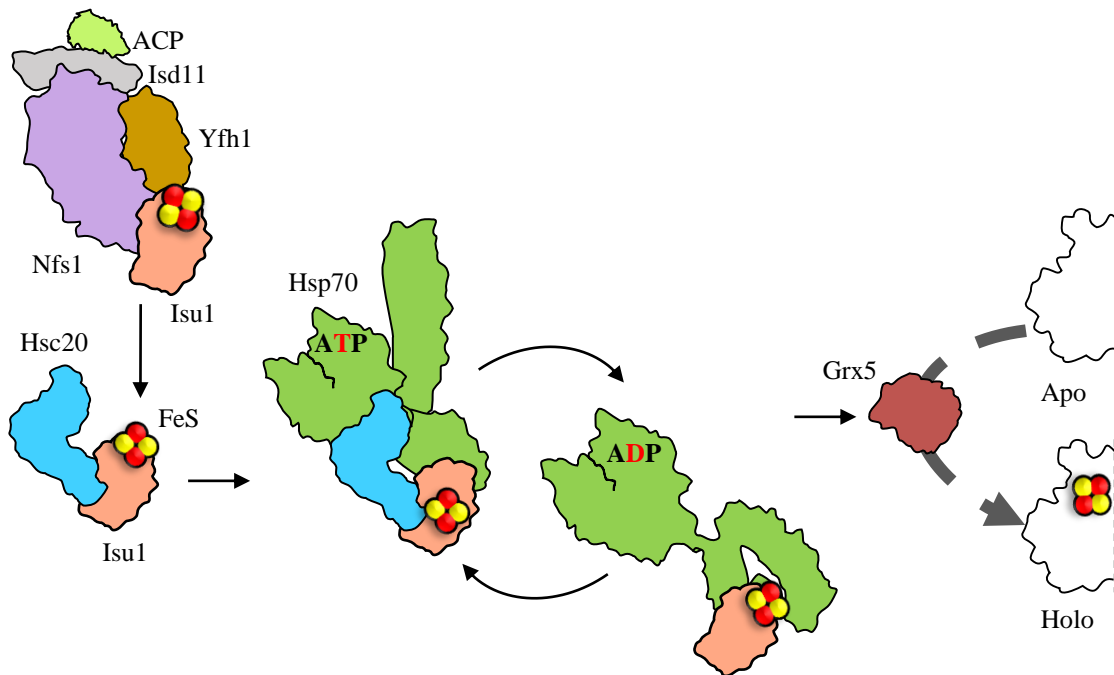 ACP
Isd11
Yfh1
Nfs1
Isu1
Hsc20
FeS
Isu1
Hsp70
ATP
ADP
Grx5
Apo
Holo